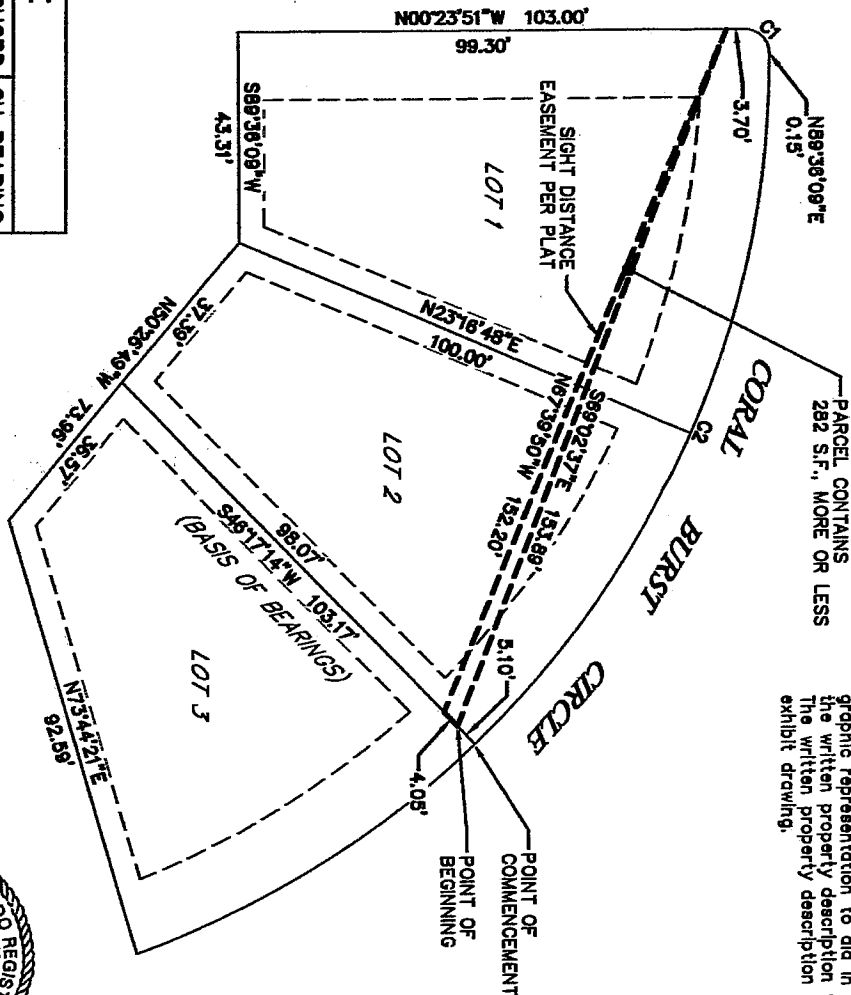 graphic representation to aid in
the written property description
The written property description
exhibit drawing.
PARCEL CONTAINS
282 S.F., MORE OR LESS
N89°38'09"E
0.15'
C1
3.70'
N00°23'51"W 103.00'
99.30'
SIGHT DISTANCE
EASEMENT PER PLAT
LOT 1
S89°38'09"W
43.31'
CORAL
BURST
CIRCLE
C2
N23°16'48"E
100.00'
S69°02'37"E 153.89'
N67°39'50"W 152.20'
LOT 2
N50°26'49"W 73.96'
37.39'
36.57'
98.07'
S46°17'14"W 103.17'
(BASIS OF BEARINGS)
5.10'
4.05'
POINT OF
COMMENCEMENT
POINT OF
BEGINNING
LOT 3
N73°44'21"E
92.59'